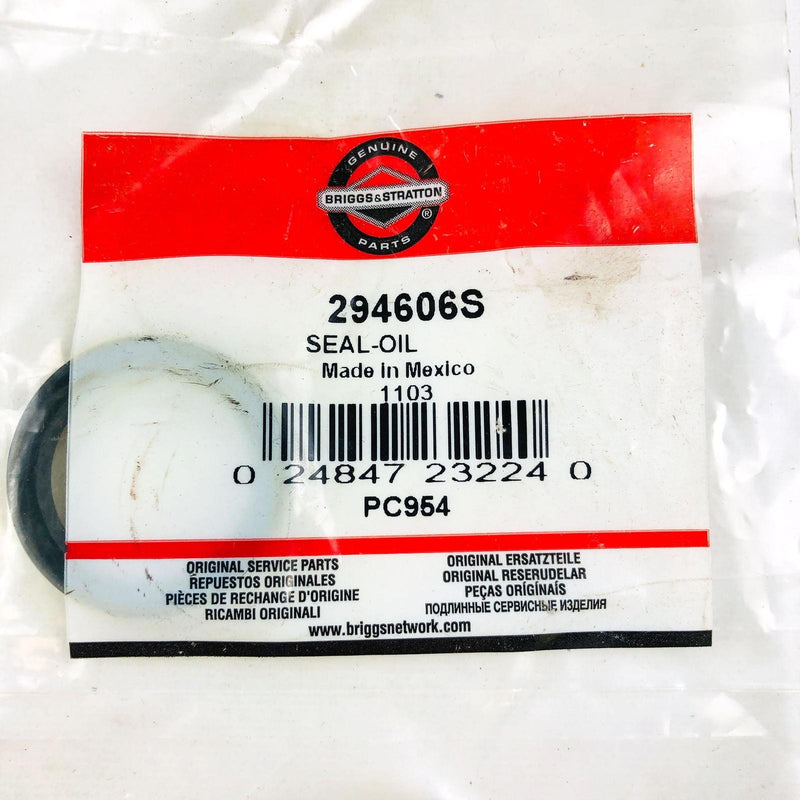 GENUINE
BRIGGS&STRATTON
®
PARTS
294606S
SEAL-OIL
Made in Mexico
1103
0 24847 23224 0
PC954
ORIGINAL SERVICE PARTS
REPUESTOS ORIGINALES
PIÈCES DE RECHANGE D'ORIGINE
RICAMBI ORIGINALI
ORIGINAL ERSATZTEILE
ORIGINAL RESERUDELAR
PEÇAS ORIGÍNAIS
ПОДЛИННЫЕ СЕРВИСНЫЕ ИЗДЕЛИЯ
www.briggsnetwork.com